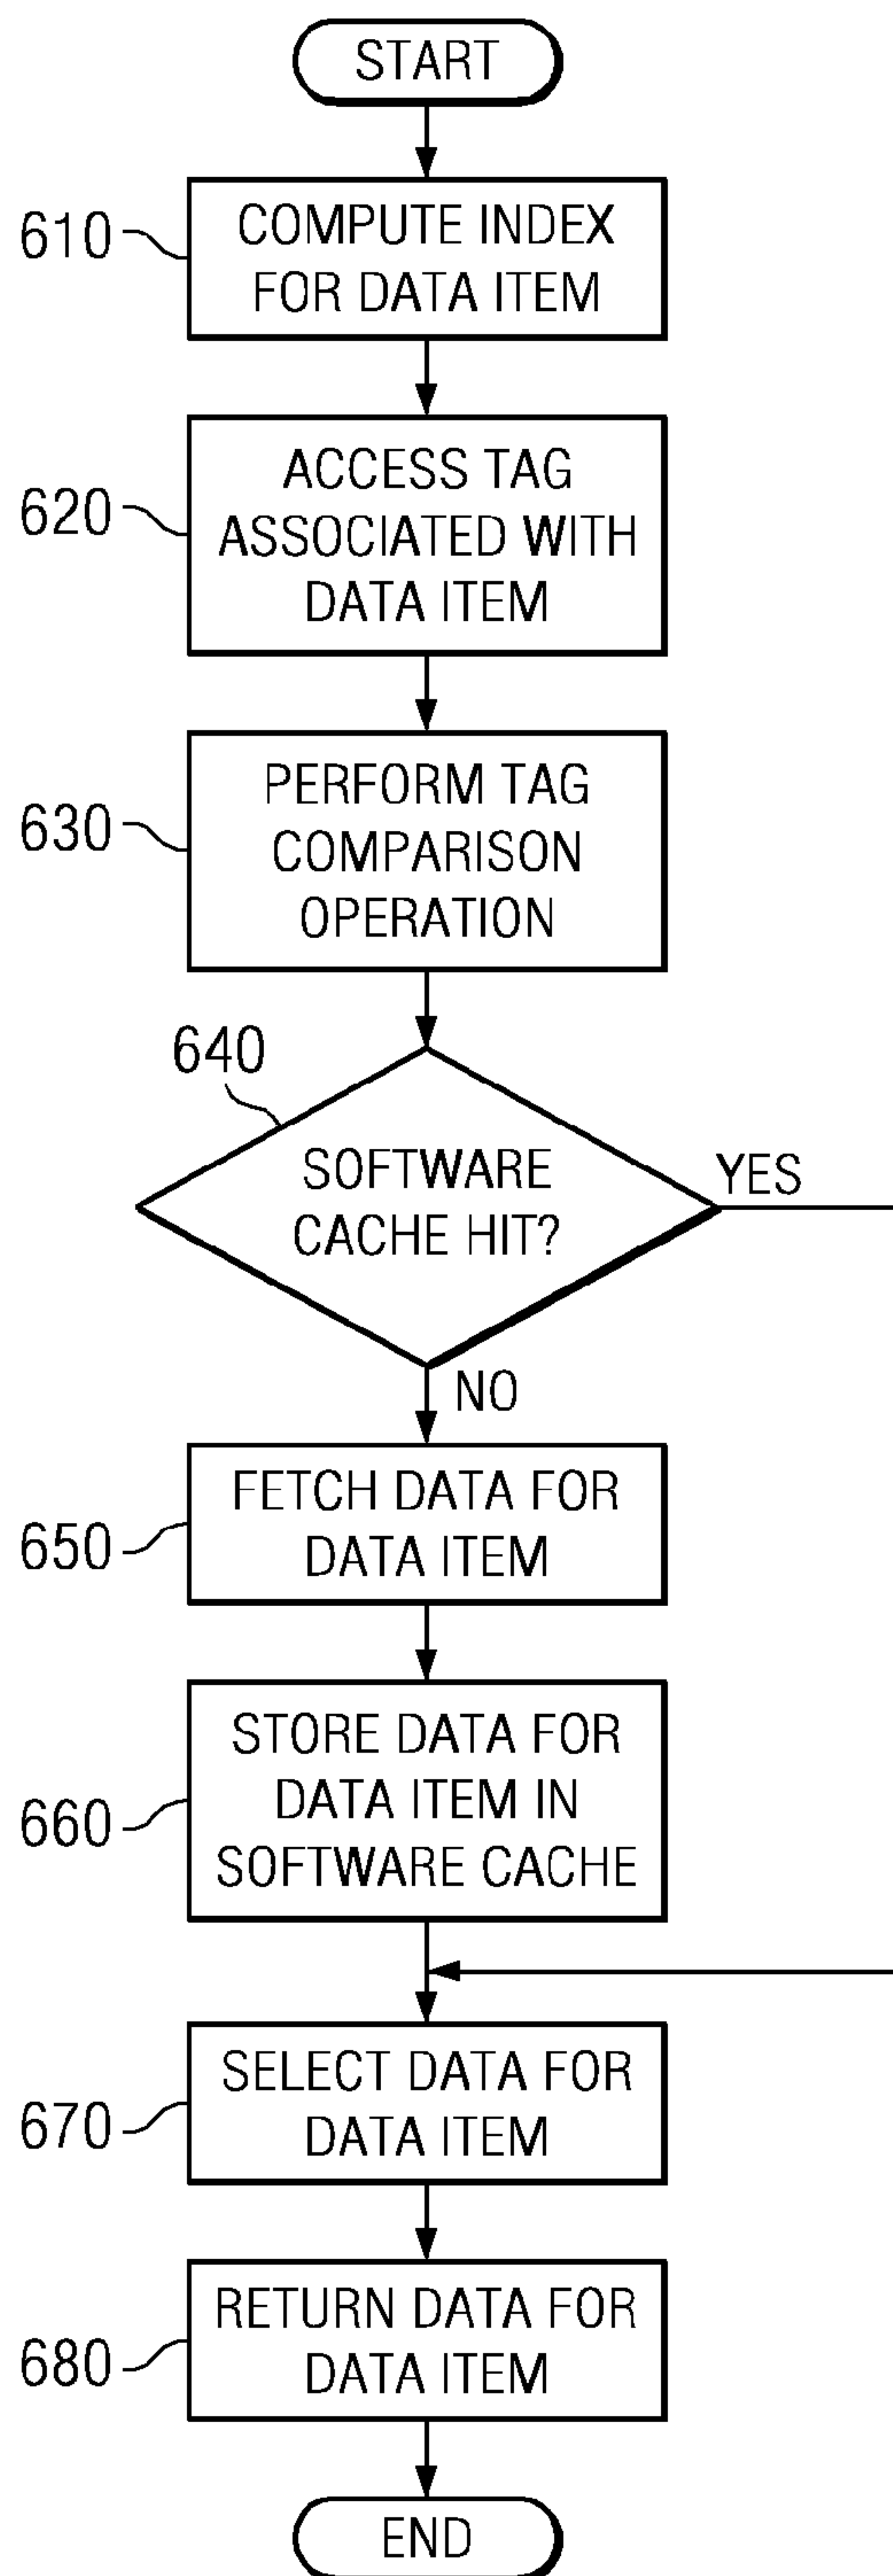 START
610
COMPUTE INDEX
FOR DATA ITEM
620
ACCESS TAG
ASSOCIATED WITH
DATA ITEM
630
PERFORM TAG
COMPARISON
OPERATION
640
SOFTWARE
CACHE HIT?
YES
NO
650
FETCH DATA FOR
DATA ITEM
660
STORE DATA FOR
DATA ITEM IN
SOFTWARE CACHE
670
SELECT DATA FOR
DATA ITEM
680
RETURN DATA FOR
DATA ITEM
END